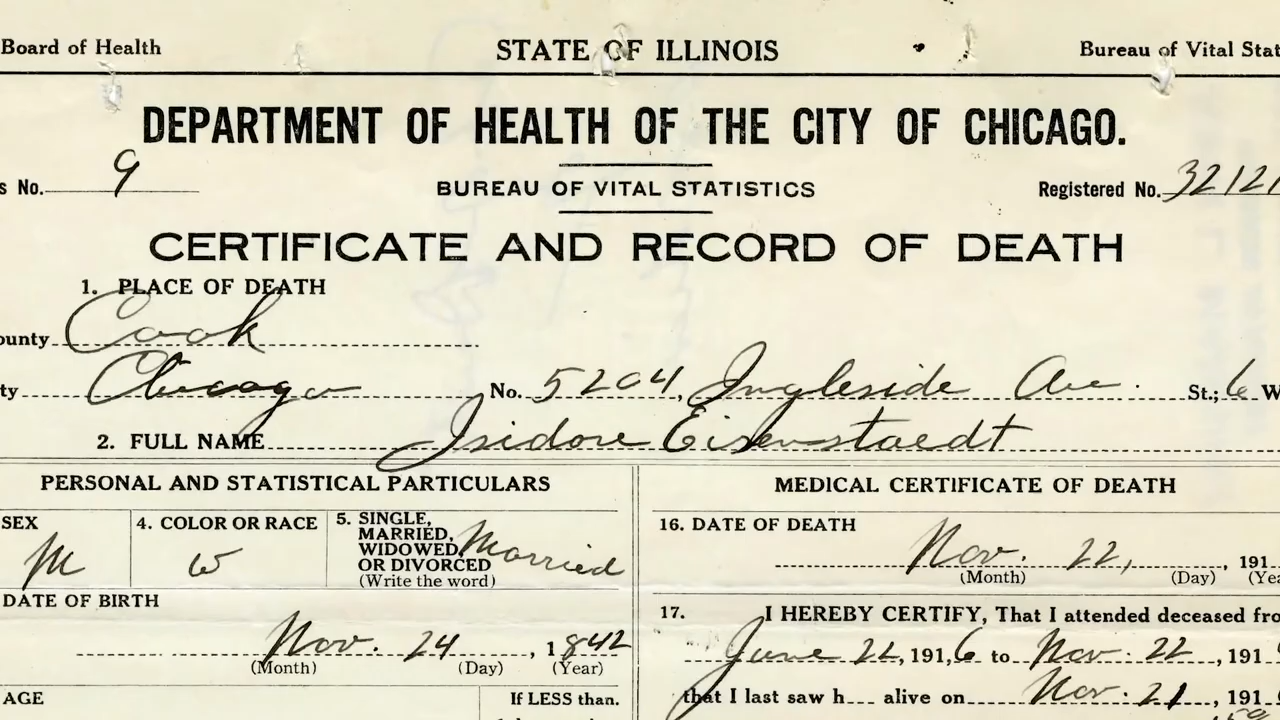 Board of Health STATE OF ILLINOIS Bureau of Vital Stat
DEPARTMENT OF HEALTH OF THE CITY OF CHICAGO.
s No. 9 BUREAU OF VITAL STATISTICS Registered No. 32121
CERTIFICATE AND RECORD OF DEATH
1. PLACE OF DEATH
ounty Cook
ty Chicago No. 5204, Ingleside Ave. St.; 6 W
2. FULL NAME Isidore Eisenstaedt
PERSONAL AND STATISTICAL PARTICULARS
SEX 4. COLOR OR RACE 5. SINGLE,
MARRIED,
WIDOWED,
OR DIVORCED
(Write the word)
M W Married
DATE OF BIRTH
Nov. 24, 1842
(Month) (Day) (Year)
AGE If LESS than.
MEDICAL CERTIFICATE OF DEATH
16. DATE OF DEATH
Nov. 22, , 191
(Month) (Day) (Yea
17. I HEREBY CERTIFY, That I attended deceased fro
June 22, 191,6 to Nov. 22, 191
that I last saw h alive on Nov. 21, 191